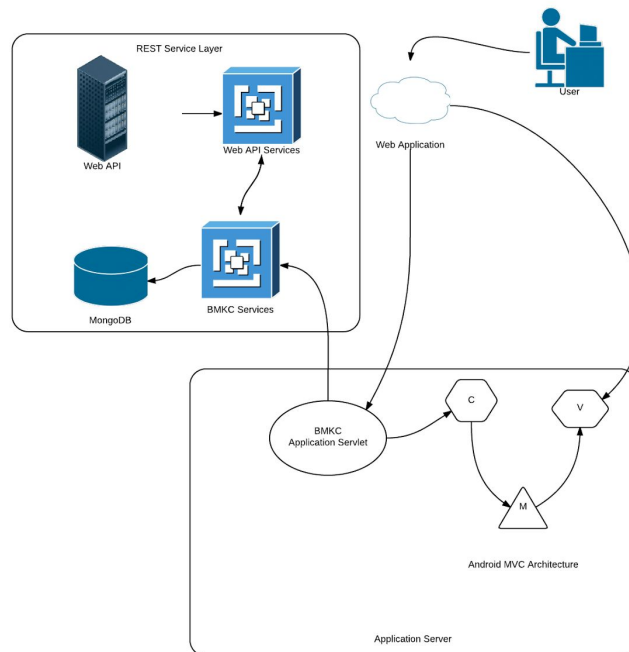 REST Service Layer
User
Web API
Web API Services
Web Application
MongoDB
BMKC Services
BMKC
Application Servlet
C
V
M
Android MVC Architecture
Application Server